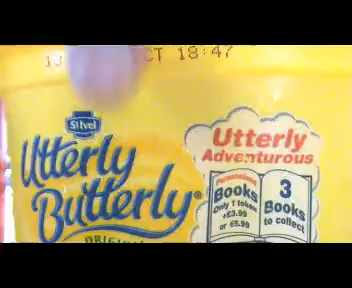 CT 18:47
St Ivel
Utterly
Butterly®
ORIGINAL
Utterly
Adventurous
Personalised
Books
Only 1 token
+£3.99
or €5.99
3
Books
to collect